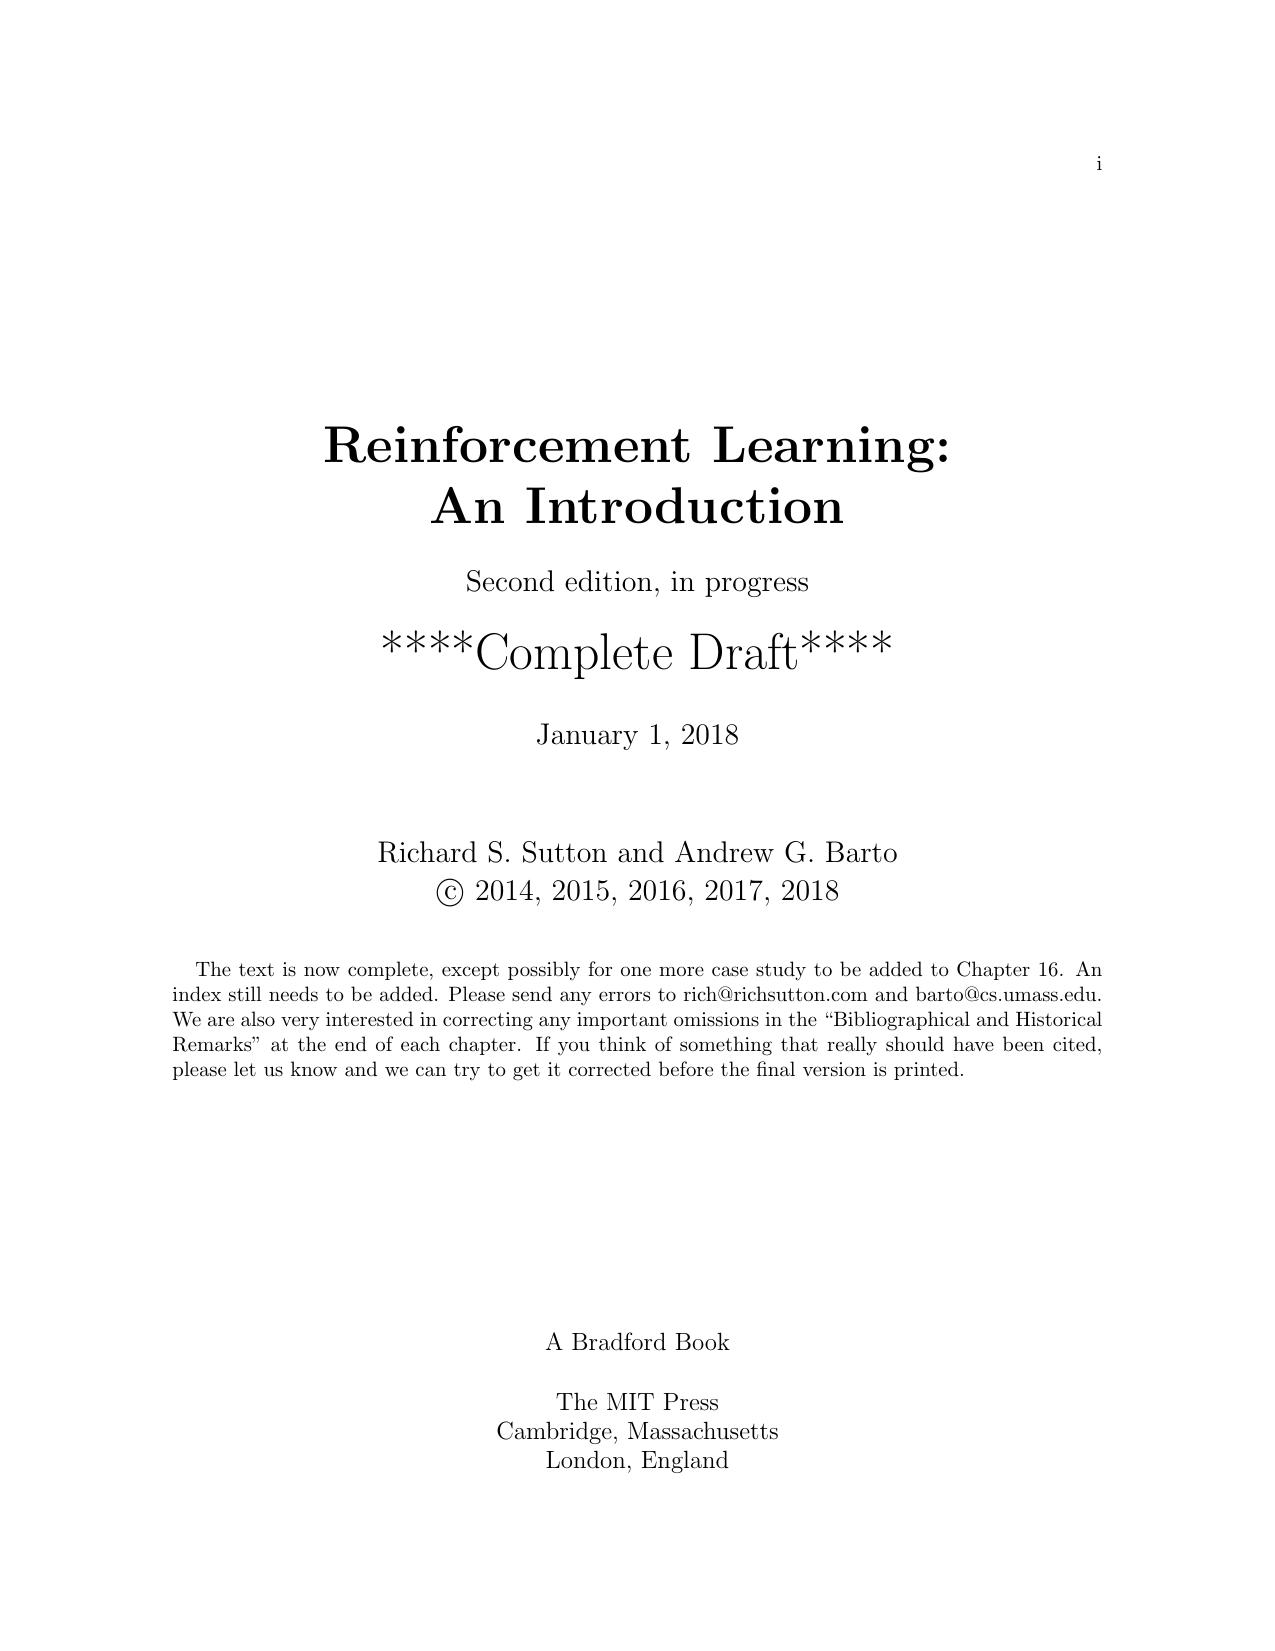 i
Reinforcement Learning:
An Introduction
Second edition, in progress
****Complete Draft****
January 1, 2018
Richard S. Sutton and Andrew G. Barto
© 2014, 2015, 2016, 2017, 2018
The text is now complete, except possibly for one more case study to be added to Chapter 16. An
index still needs to be added. Please send any errors to rich@richsutton.com and barto@cs.umass.edu.
We are also very interested in correcting any important omissions in the “Bibliographical and Historical
Remarks” at the end of each chapter. If you think of something that really should have been cited,
please let us know and we can try to get it corrected before the final version is printed.
A Bradford Book
The MIT Press
Cambridge, Massachusetts
London, England